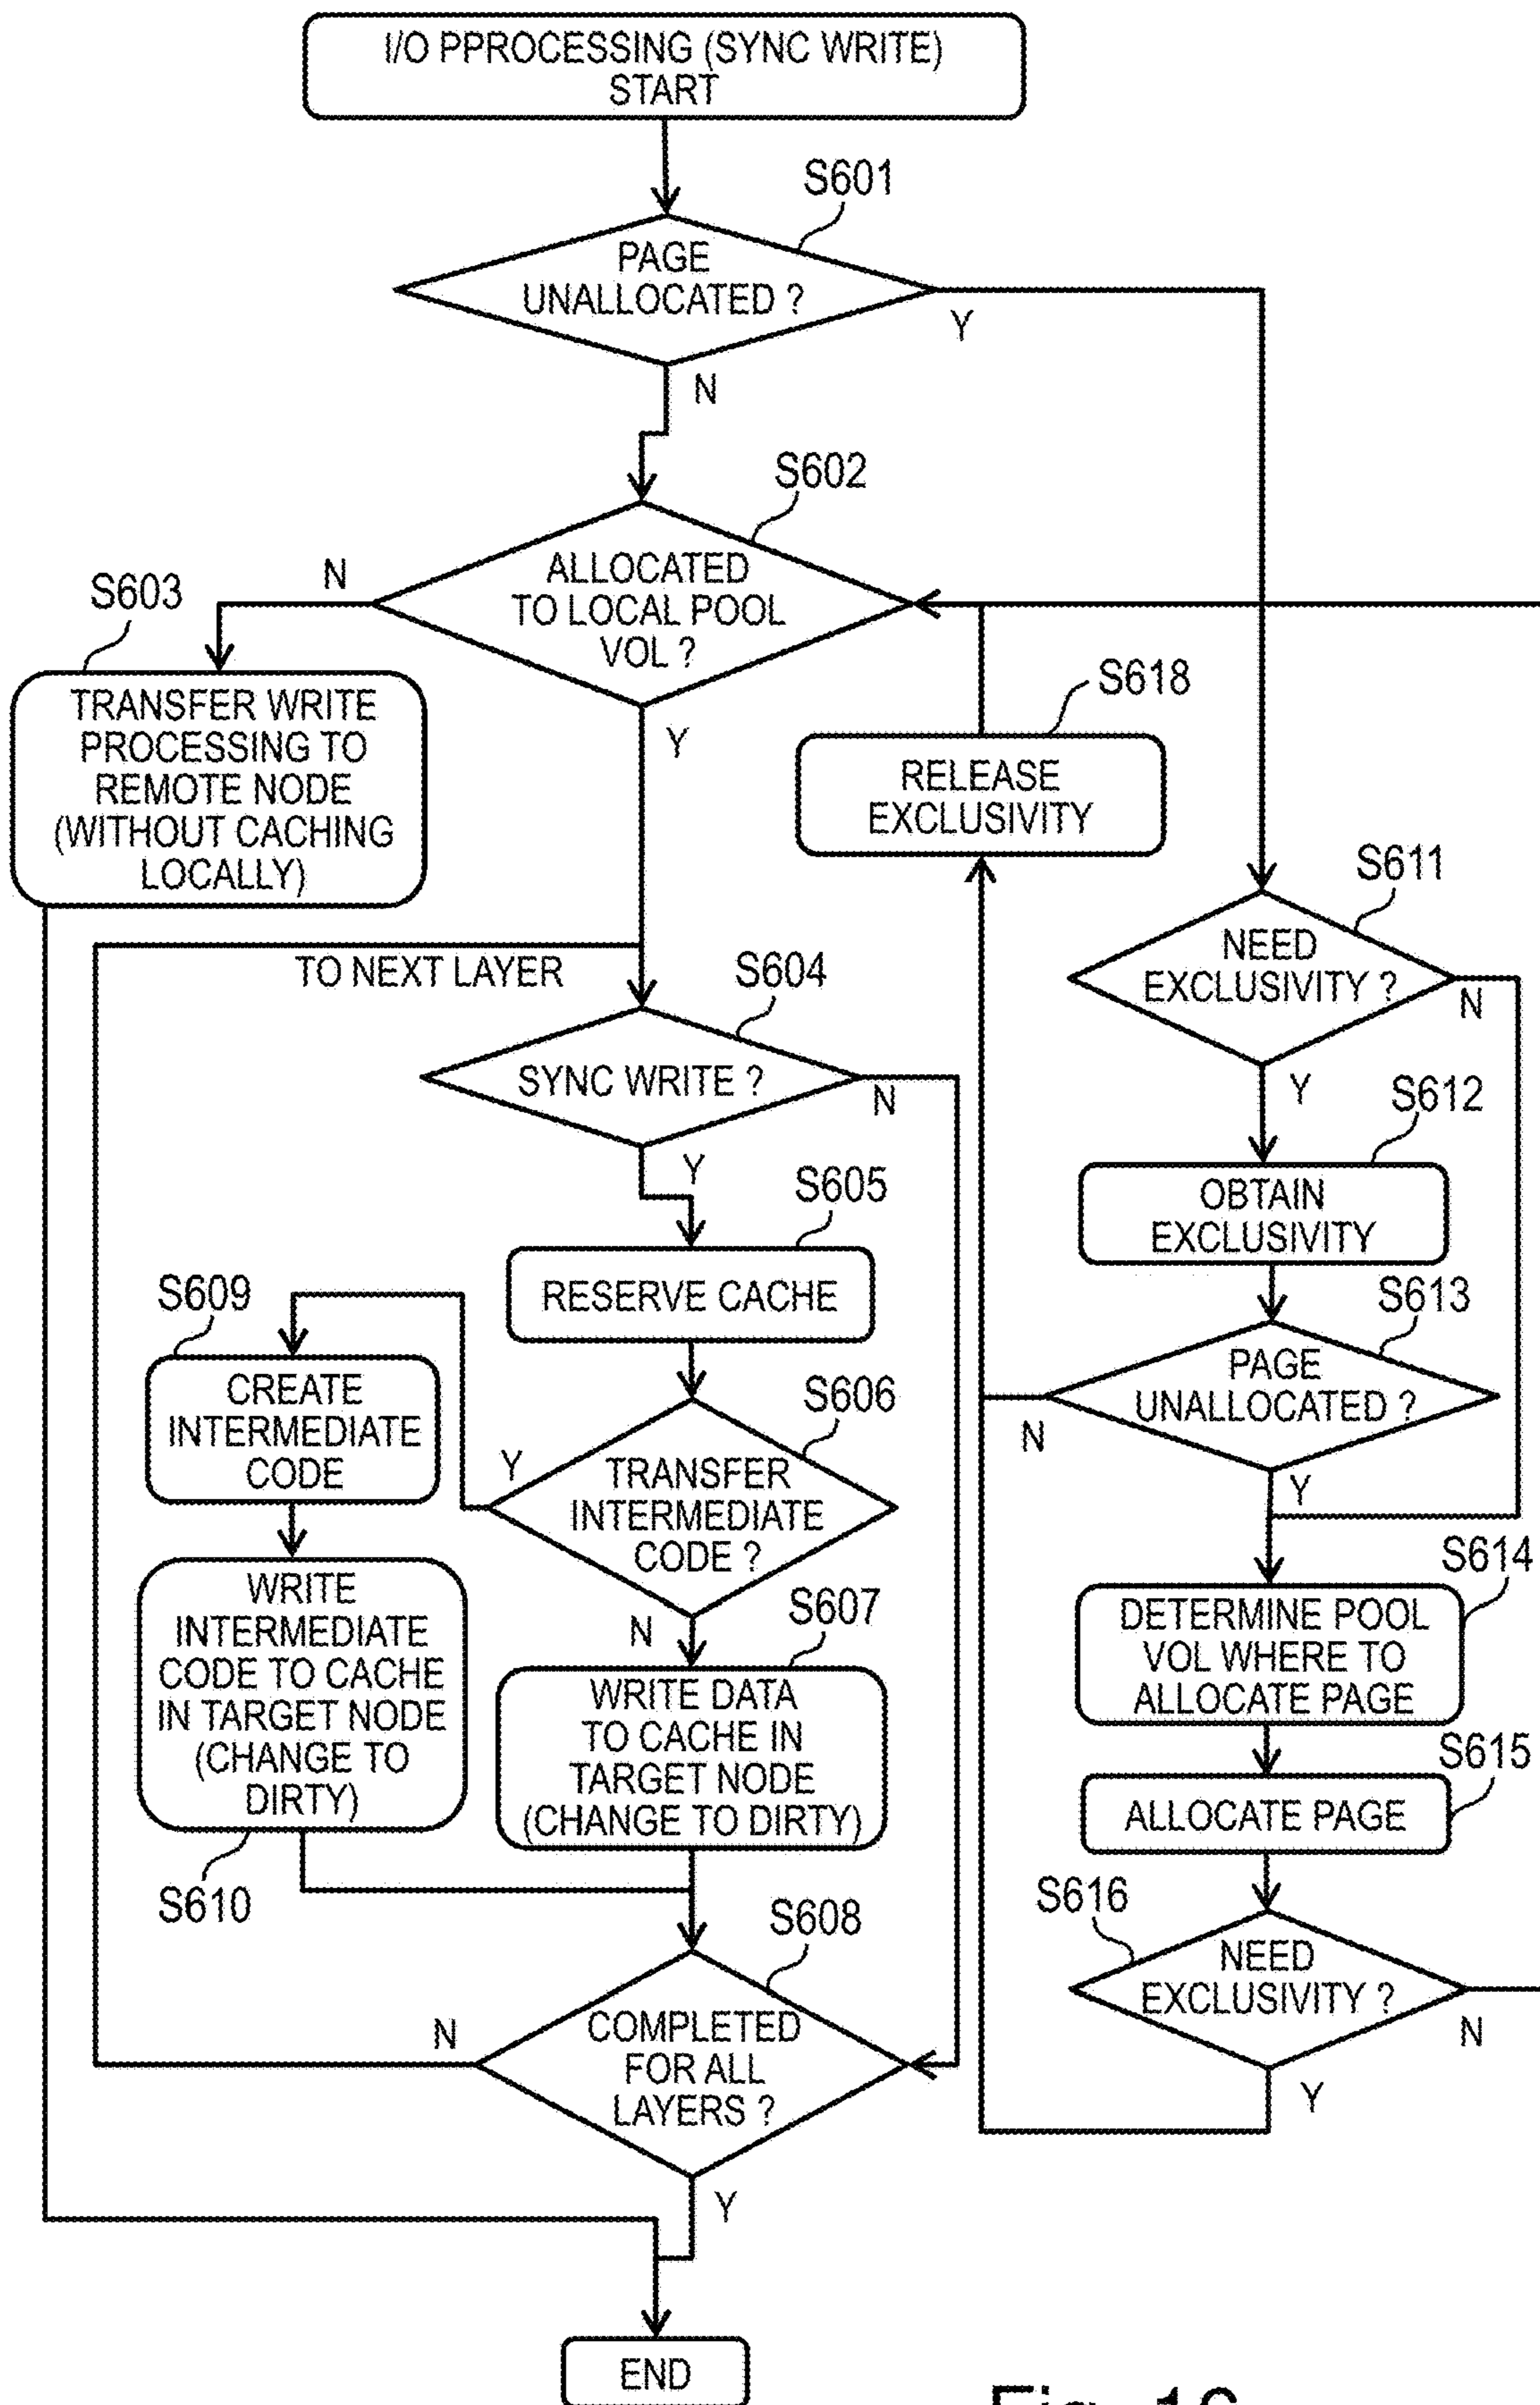 I/O PPROCESSING (SYNC WRITE)
START
S601
PAGE
UNALLOCATED ?
Y
N
S602
ALLOCATED
TO LOCAL POOL
VOL ?
N
Y
S603
TRANSFER WRITE
PROCESSING TO
REMOTE NODE
(WITHOUT CACHING
LOCALLY)
S618
RELEASE
EXCLUSIVITY
S611
NEED
EXCLUSIVITY ?
N
Y
TO NEXT LAYER
S604
SYNC WRITE ?
N
Y
S612
OBTAIN
EXCLUSIVITY
S605
RESERVE CACHE
S613
PAGE
UNALLOCATED ?
N
Y
S609
CREATE
INTERMEDIATE
CODE
S606
TRANSFER
INTERMEDIATE
CODE ?
Y
N
S614
DETERMINE POOL
VOL WHERE TO
ALLOCATE PAGE
WRITE
INTERMEDIATE
CODE TO CACHE
IN TARGET NODE
(CHANGE TO
DIRTY)
S610
S607
WRITE DATA
TO CACHE IN
TARGET NODE
(CHANGE TO DIRTY)
S615
ALLOCATE PAGE
S616
NEED
EXCLUSIVITY ?
N
Y
S608
COMPLETED
FOR ALL
LAYERS ?
N
Y
END